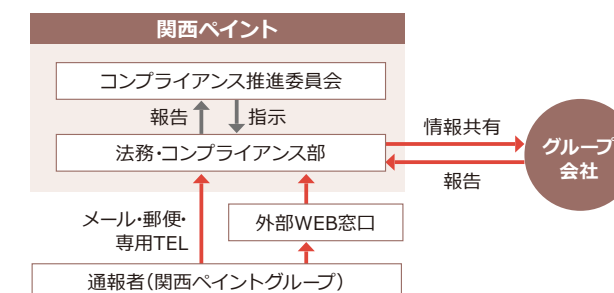 関西ペイント
コンプライアンス推進委員会
報告
指示
法務・コンプライアンス部
情報共有
報告
グループ
会社
メール・郵便・
専用TEL
外部WEB窓口
通報者(関西ペイントグループ)